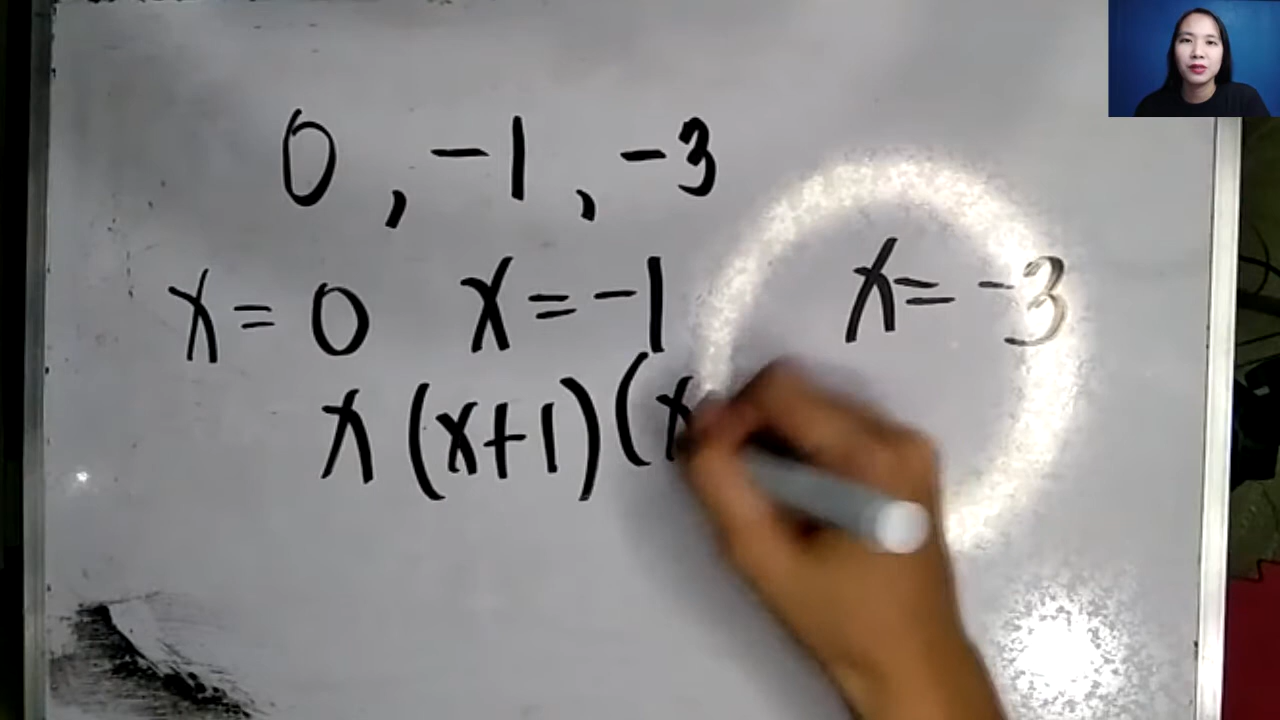 0, -1, -3
x = 0 x = -1 x = -3
x (x+1) (x